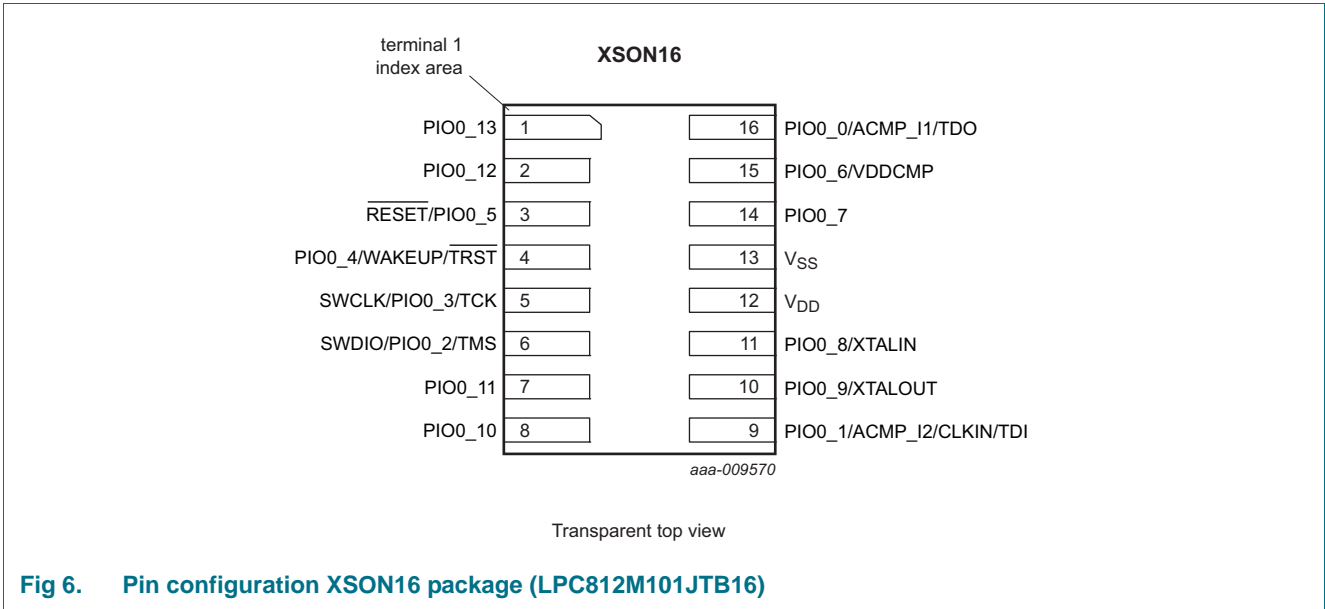 terminal 1
index area
XSON16
PIO0_13 1 16 PIO0_0/ACMP_I1/TDO
PIO0_12 2 15 PIO0_6/VDDCMP
RESET/PIO0_5 3 14 PIO0_7
PIO0_4/WAKEUP/TRST 4 13 VSS
SWCLK/PIO0_3/TCK 5 12 VDD
SWDIO/PIO0_2/TMS 6 11 PIO0_8/XTALIN
PIO0_11 7 10 PIO0_9/XTALOUT
PIO0_10 8 9 PIO0_1/ACMP_I2/CLKIN/TDI
aaa-009570
Transparent top view
Fig 6. Pin configuration XSON16 package (LPC812M101JTB16)